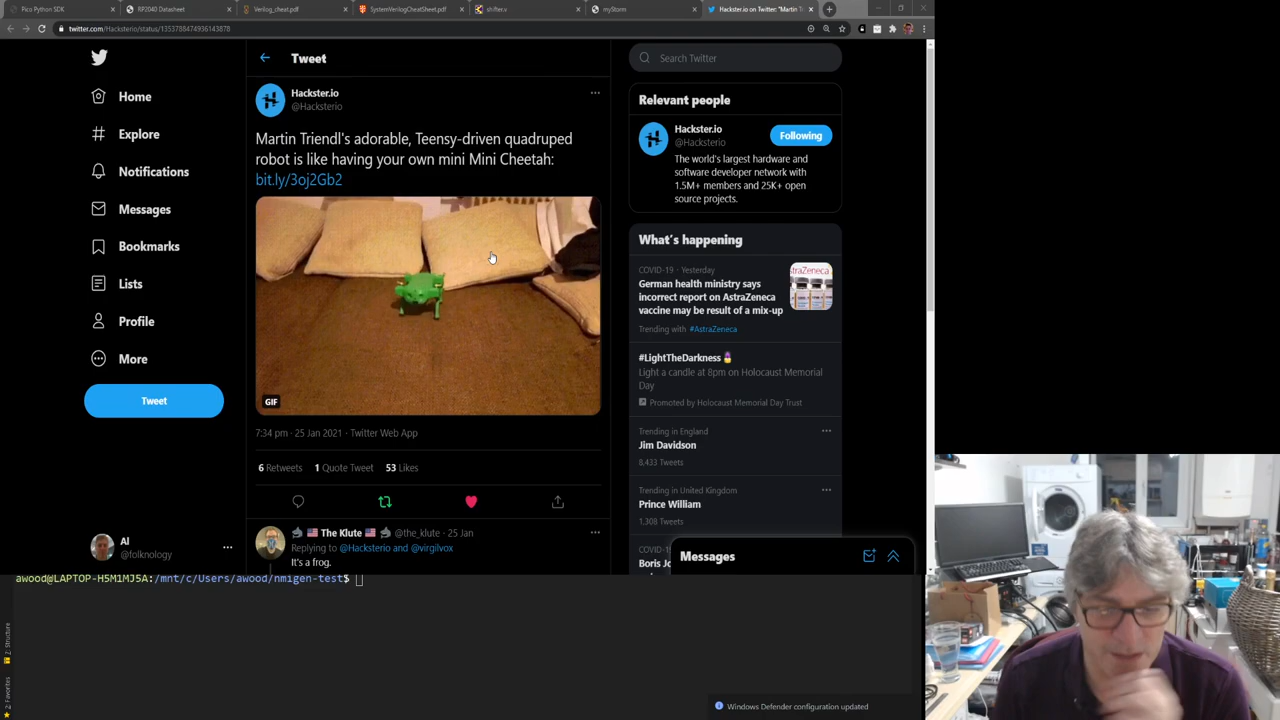 Pico Python SDK
RP2040 Datasheet
Verilog_cheat.pdf
SystemVerilogCheatSheet.pdf
shifter.v
myStorm
Hackster.io on Twitter: "Martin T
twitter.com/Hacksterio/status/1353788474936143878
Tweet
Search Twitter
Home
Explore
Notifications
Messages
Bookmarks
Lists
Profile
More
Tweet
Al
@folknology
Hackster.io
@Hacksterio
Martin Triendl's adorable, Teensy-driven quadruped
robot is like having your own mini Mini Cheetah:
bit.ly/3oj2Gb2
GIF
7:34 pm · 25 Jan 2021 · Twitter Web App
6 Retweets 1 Quote Tweet 53 Likes
The Klute @the_klute · 25 Jan
Replying to @Hacksterio and @virgilvox
It's a frog.
Relevant people
Hackster.io
@Hacksterio
Following
The world's largest hardware and
software developer network with
1.5M+ members and 25K+ open
source projects.
What's happening
COVID-19 · Yesterday
German health ministry says
incorrect report on AstraZeneca
vaccine may be result of a mix-up
Trending with #AstraZeneca
traZeneca
#LightTheDarkness
Light a candle at 8pm on Holocaust Memorial
Day
Promoted by Holocaust Memorial Day Trust
Trending in England
Jim Davidson
8,433 Tweets
Trending in United Kingdom
Prince William
1,308 Tweets
COVID-1
Boris Jo
Messages
awood@LAPTOP-H5M1MJ5A:/mnt/c/Users/awood/nmigen-test$
Z: Structure
2: Favorites
Windows Defender configuration updated